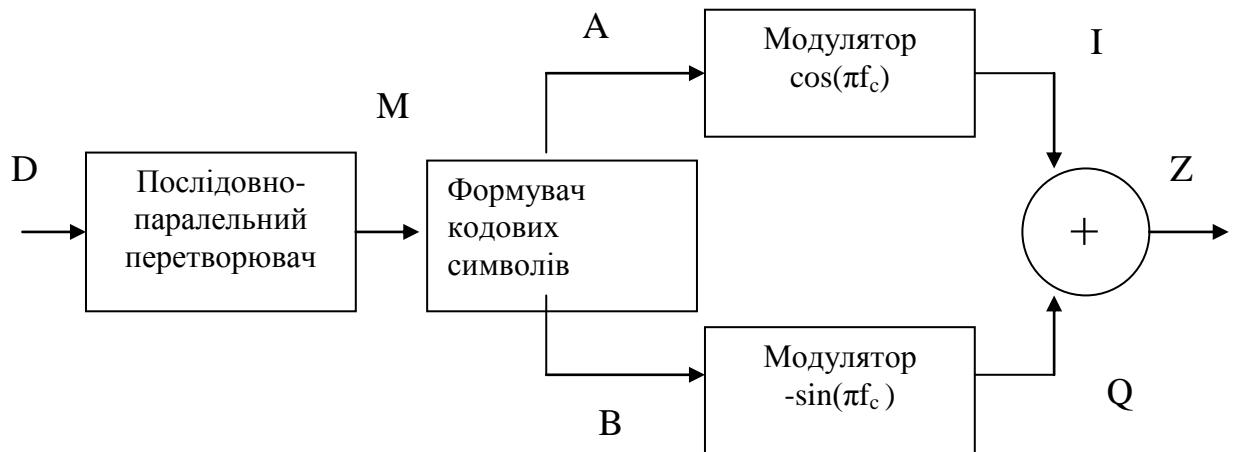 D
Послідовно-
паралельний
перетворювач
M
Формувач
кодових
символів
A
Модулятор
cos(πfc)
I
B
Модулятор
-sin(πfc )
Q
+
Z